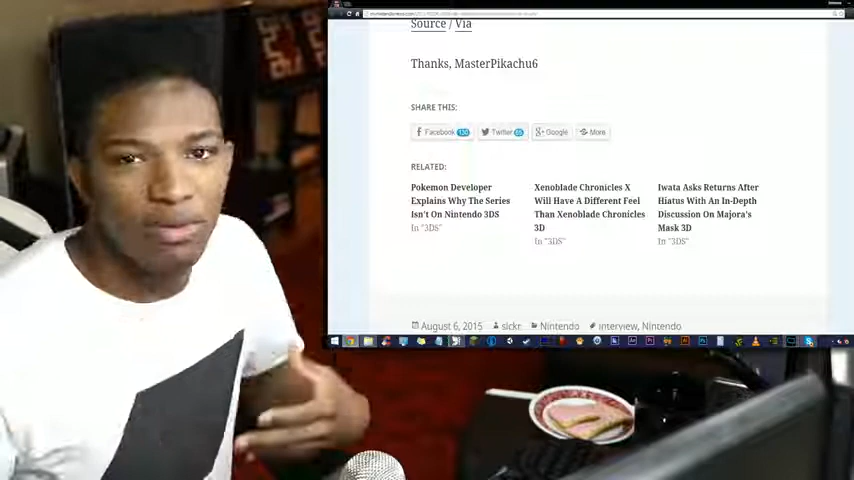 Source / Via
Thanks, MasterPikachu6
SHARE THIS:
Facebook 130 Twitter 65 Google More
RELATED:
Pokemon Developer
Explains Why The Series
Isn't On Nintendo 3DS
In "3DS"
Xenoblade Chronicles X
Will Have A Different Feel
Than Xenoblade Chronicles
3D
In "3DS"
Iwata Asks Returns After
Hiatus With An In-Depth
Discussion On Majora's
Mask 3D
In "3DS"
August 6, 2015 sickr Nintendo interview, Nintendo